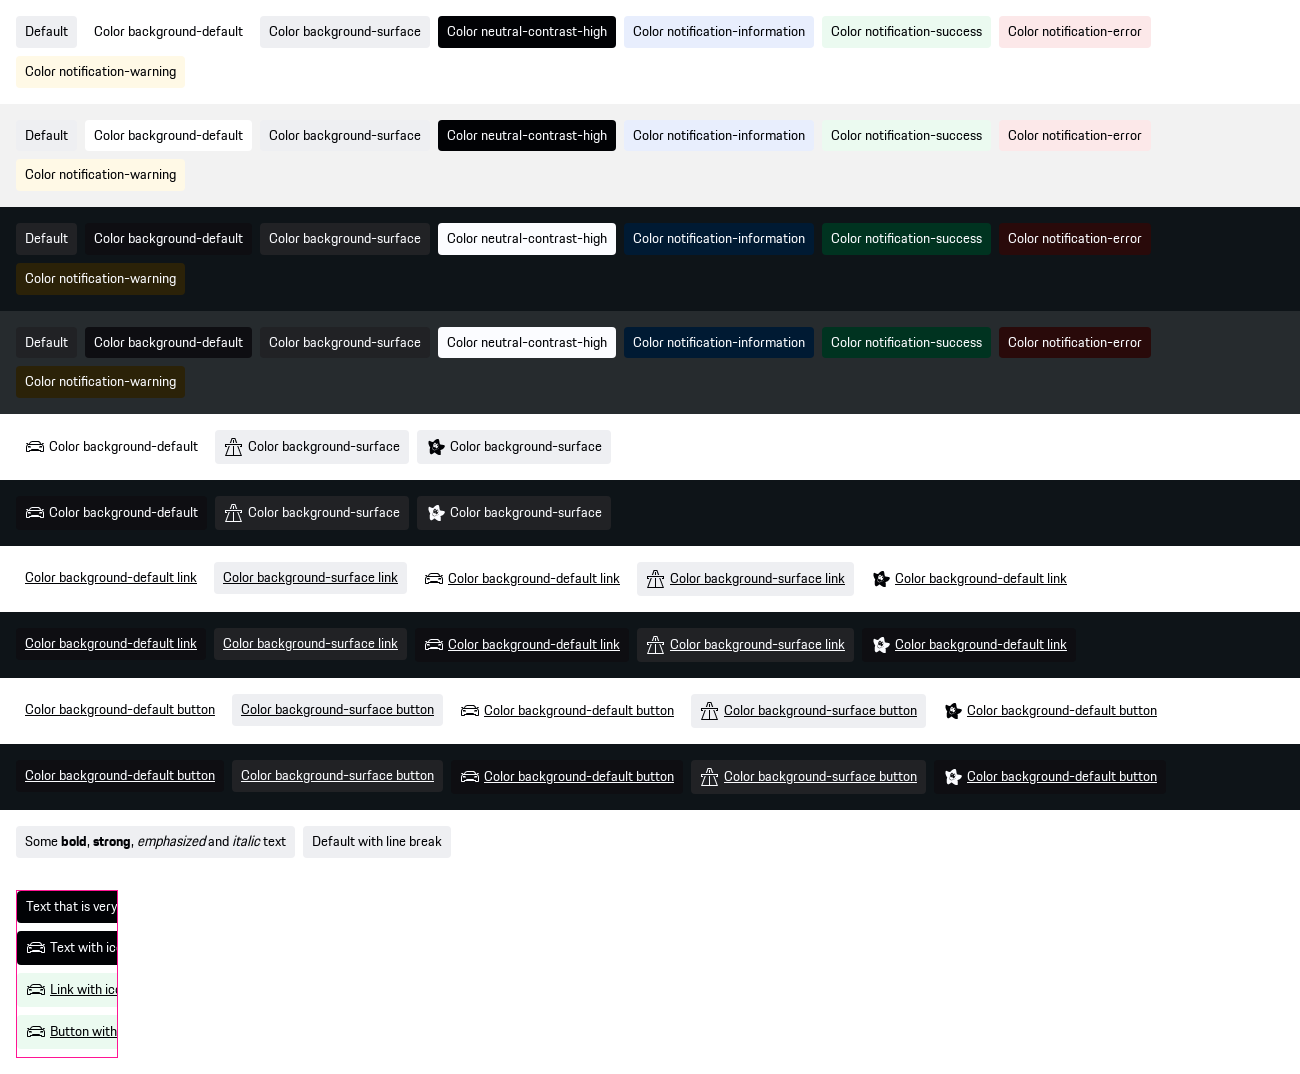 Default Color background-default Color background-surface Color neutral-contrast-high Color notification-information Color notification-success Color notification-error
Color notification-warning
Default Color background-default Color background-surface Color neutral-contrast-high Color notification-information Color notification-success Color notification-error
Color notification-warning
Default Color background-default Color background-surface Color neutral-contrast-high Color notification-information Color notification-success Color notification-error
Color notification-warning
Default Color background-default Color background-surface Color neutral-contrast-high Color notification-information Color notification-success Color notification-error
Color notification-warning
Color background-default Color background-surface Color background-surface
Color background-default Color background-surface Color background-surface
Color background-default link Color background-surface link Color background-default link Color background-surface link Color background-default link
Color background-default link Color background-surface link Color background-default link Color background-surface link Color background-default link
Color background-default button Color background-surface button Color background-default button Color background-surface button Color background-default button
Color background-default button Color background-surface button Color background-default button Color background-surface button Color background-default button
Some bold, strong, emphasized and italic text Default with line break
Text that is very
Text with
Link with
Button with